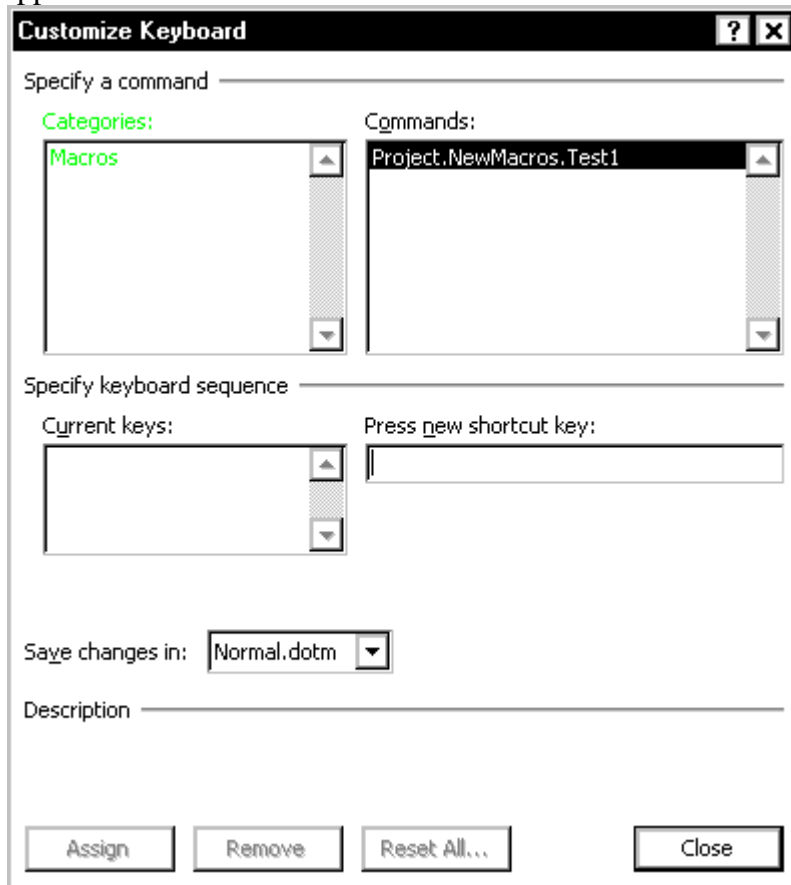 Customize Keyboard
Specify a command
Categories: Commands:
Macros Project.NewMacros.Test1
Specify keyboard sequence
Current keys: Press new shortcut key:
Save changes in: Normal.dotm
Description
Assign Remove Reset All... Close